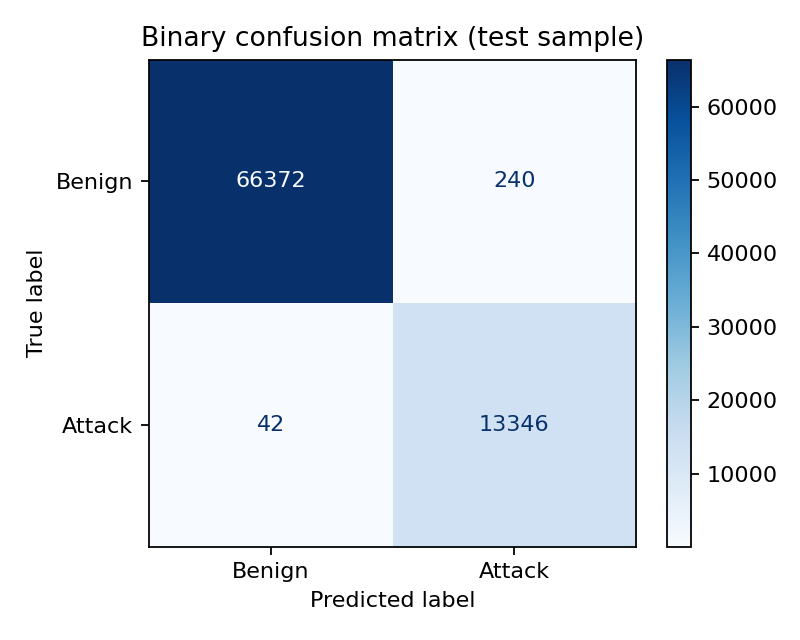 Binary confusion matrix (test sample)
True label
Benign
66372
240
Attack
42
13346
Benign
Attack
Predicted label
60000
50000
40000
30000
20000
10000